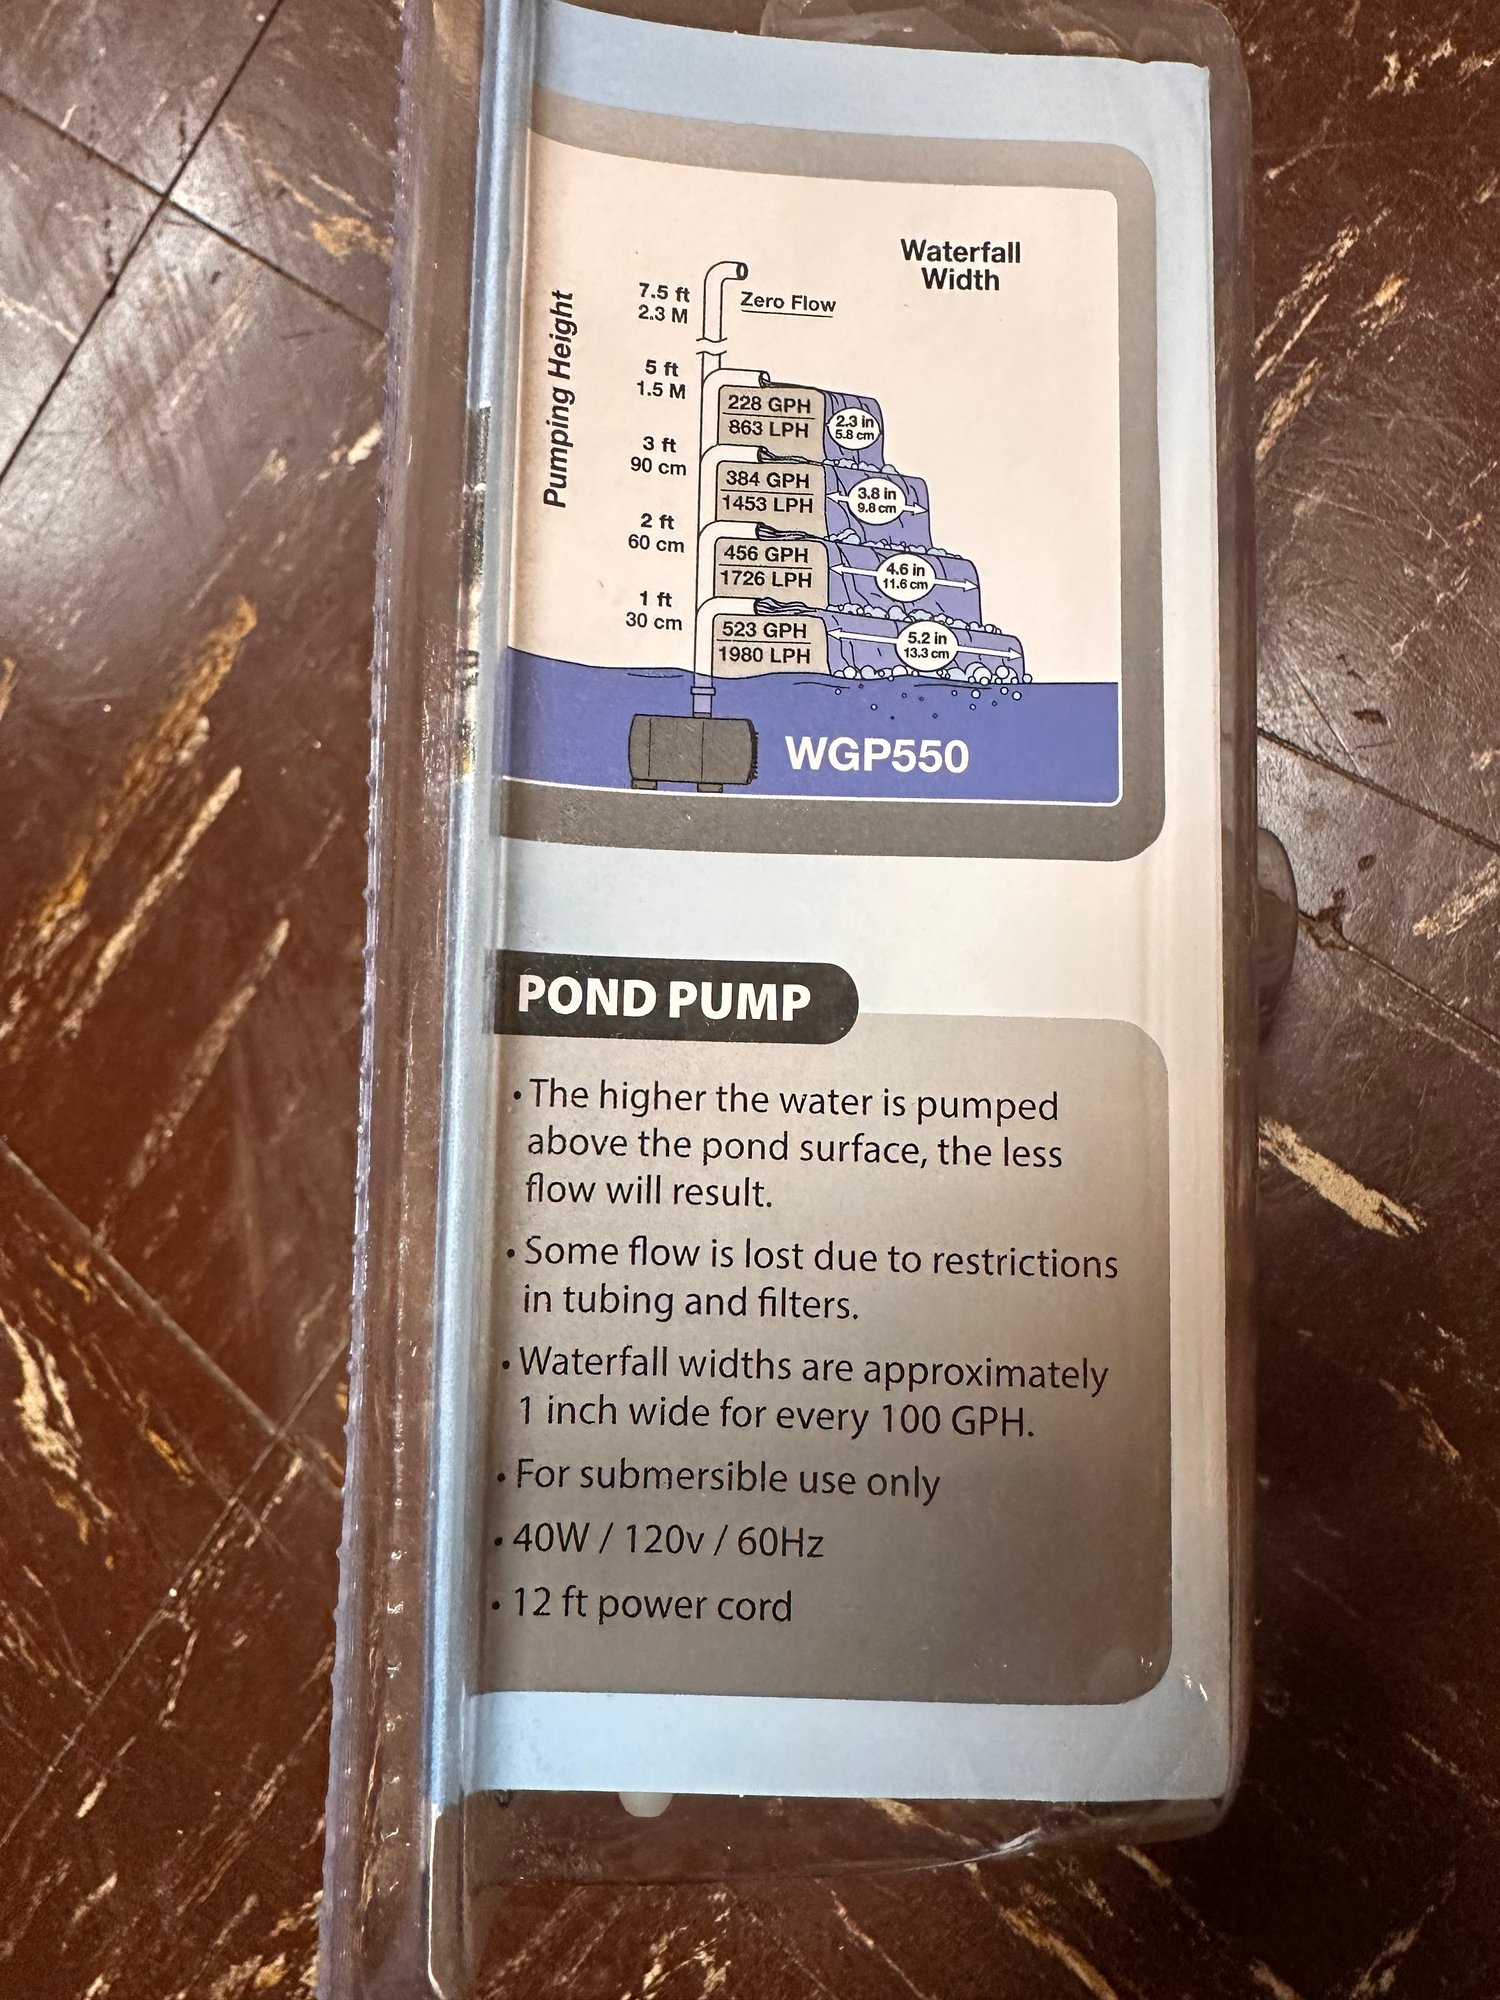 Waterfall
Width
Pumping Height
7.5 ft
2.3 M
Zero Flow
5 ft
1.5 M
228 GPH
863 LPH
2.3 in
5.8 cm
3 ft
90 cm
384 GPH
1453 LPH
3.8 in
9.8 cm
2 ft
60 cm
456 GPH
1726 LPH
4.6 in
11.6 cm
1 ft
30 cm
523 GPH
1980 LPH
5.2 in
13.3 cm
WGP550
POND PUMP
• The higher the water is pumped
above the pond surface, the less
flow will result.
• Some flow is lost due to restrictions
in tubing and filters.
• Waterfall widths are approximately
1 inch wide for every 100 GPH.
• For submersible use only
• 40W / 120v / 60Hz
• 12 ft power cord